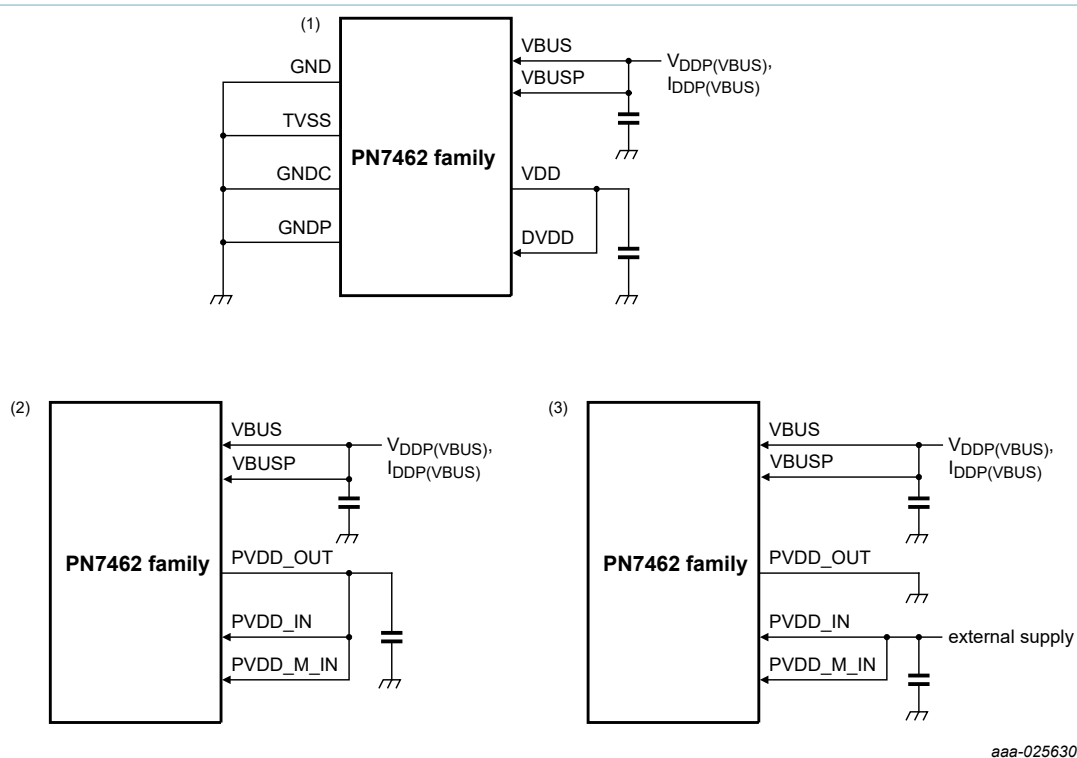 (1)
GND
TVSS
GNDC
GNDP
PN7462 family
VBUS
VBUSP
VDDP(VBUS),
IDDP(VBUS)
VDD
DVDD
(2)
PN7462 family
VBUS
VBUSP
VDDP(VBUS),
IDDP(VBUS)
PVDD_OUT
PVDD_IN
PVDD_M_IN
(3)
PN7462 family
VBUS
VBUSP
VDDP(VBUS),
IDDP(VBUS)
PVDD_OUT
PVDD_IN
external supply
PVDD_M_IN
aaa-025630